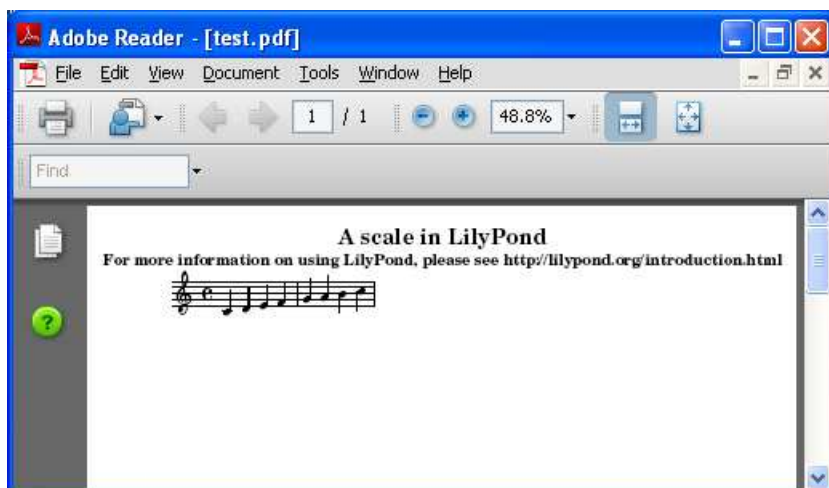 Adobe Reader - [test.pdf]
File Edit View Document Tools Window Help
1 / 1 48.8%
Find
A scale in LilyPond
For more information on using LilyPond, please see http://lilypond.org/introduction.html